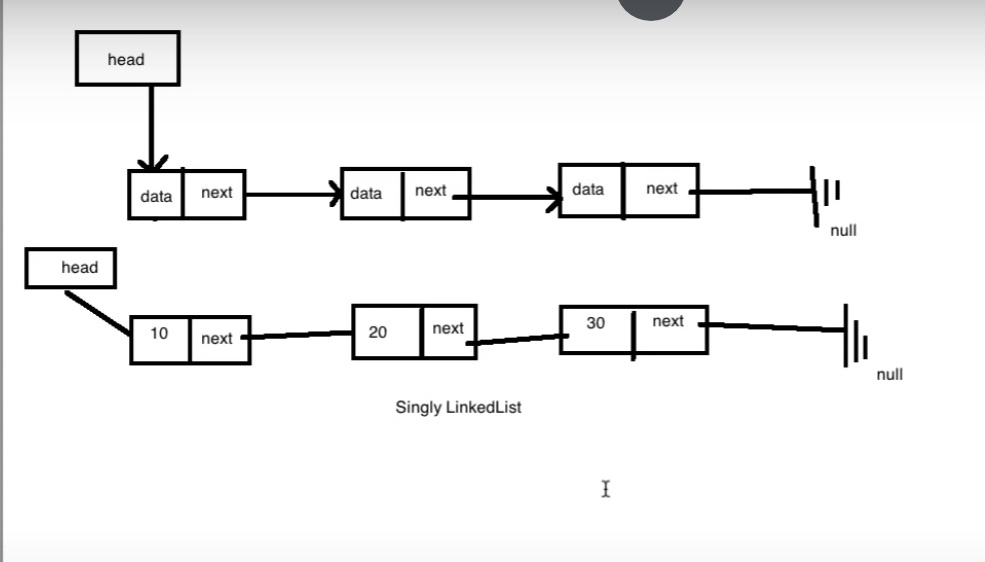 head
data next data next data next
null
head
10 next 20 next 30 next
null
Singly LinkedList